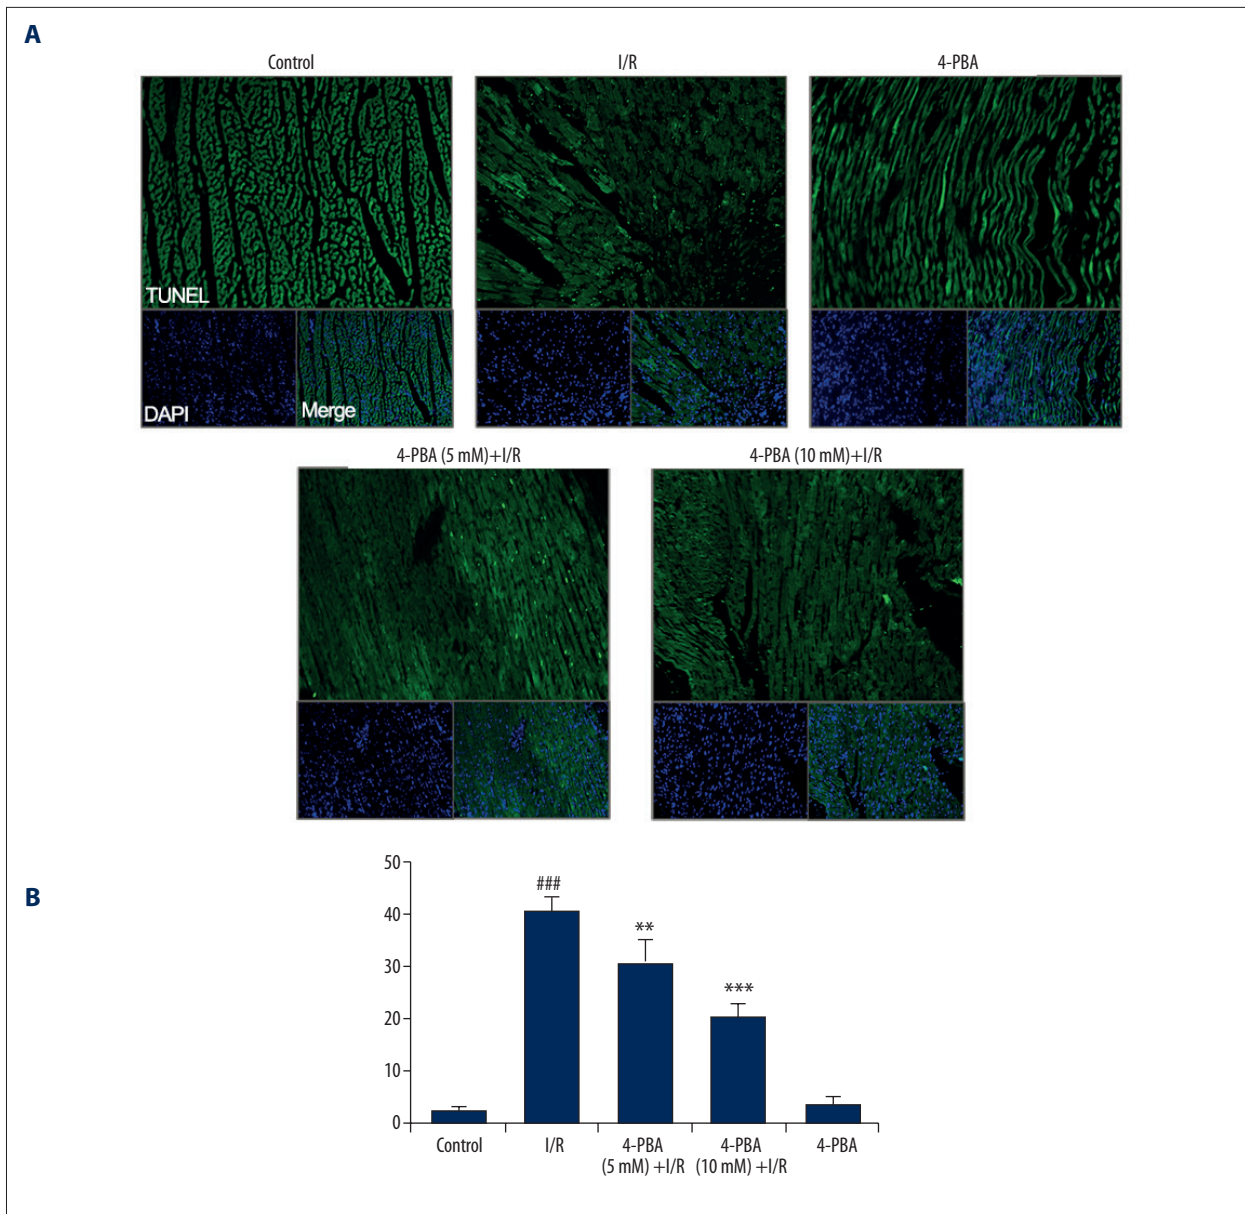 A
Control
I/R
4-PBA
TUNEL
DAPI
Merge
4-PBA (5 mM)+I/R
4-PBA (10 mM)+I/R
B
50
40
30
20
10
0
###
**
***
Control
I/R
4-PBA
(5 mM) +I/R
4-PBA
(10 mM) +I/R
4-PBA